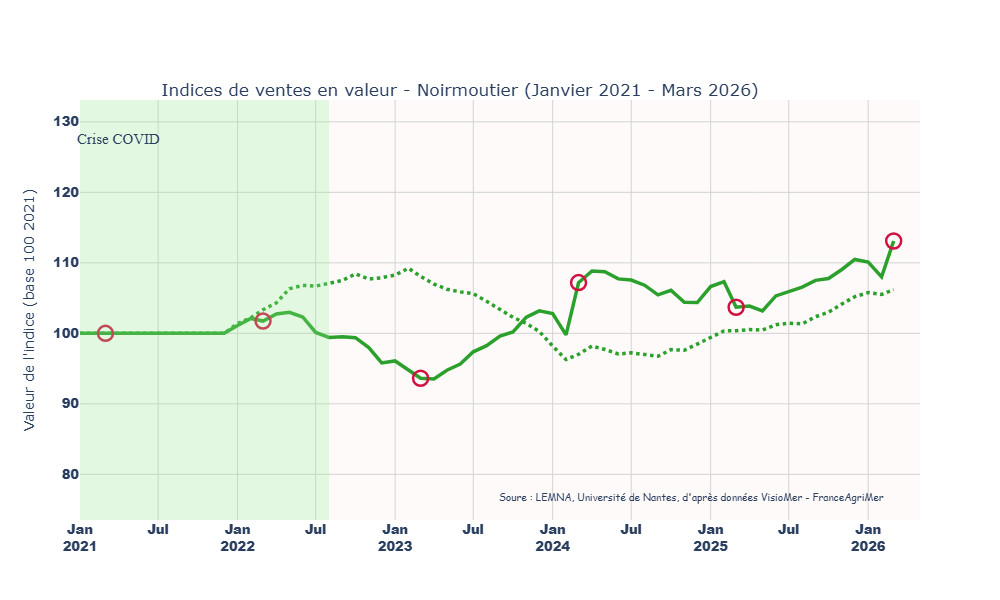 Indices de ventes en valeur - Noirmoutier (Janvier 2021 - Mars 2026)
Valeur de l'indice (base 100 2021)
130
120
110
100
90
80
Crise COVID
Soure : LEMNA, Université de Nantes, d'après données VisioMer - FranceAgriMer
Jan Jul Jan Jul Jan Jul Jan Jul Jan Jul Jan
2021 2022 2023 2024 2025 2026